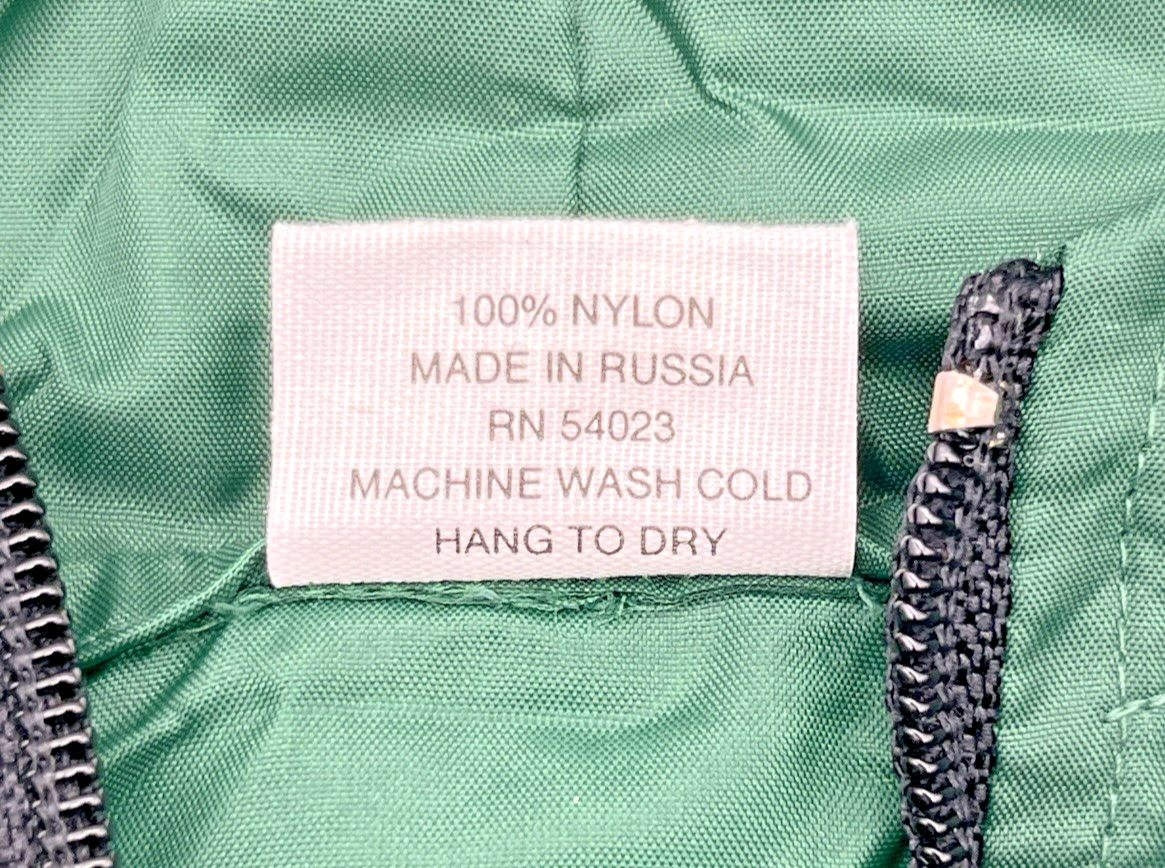 100% NYLON
MADE IN RUSSIA
RN 54023
MACHINE WASH COLD
HANG TO DRY